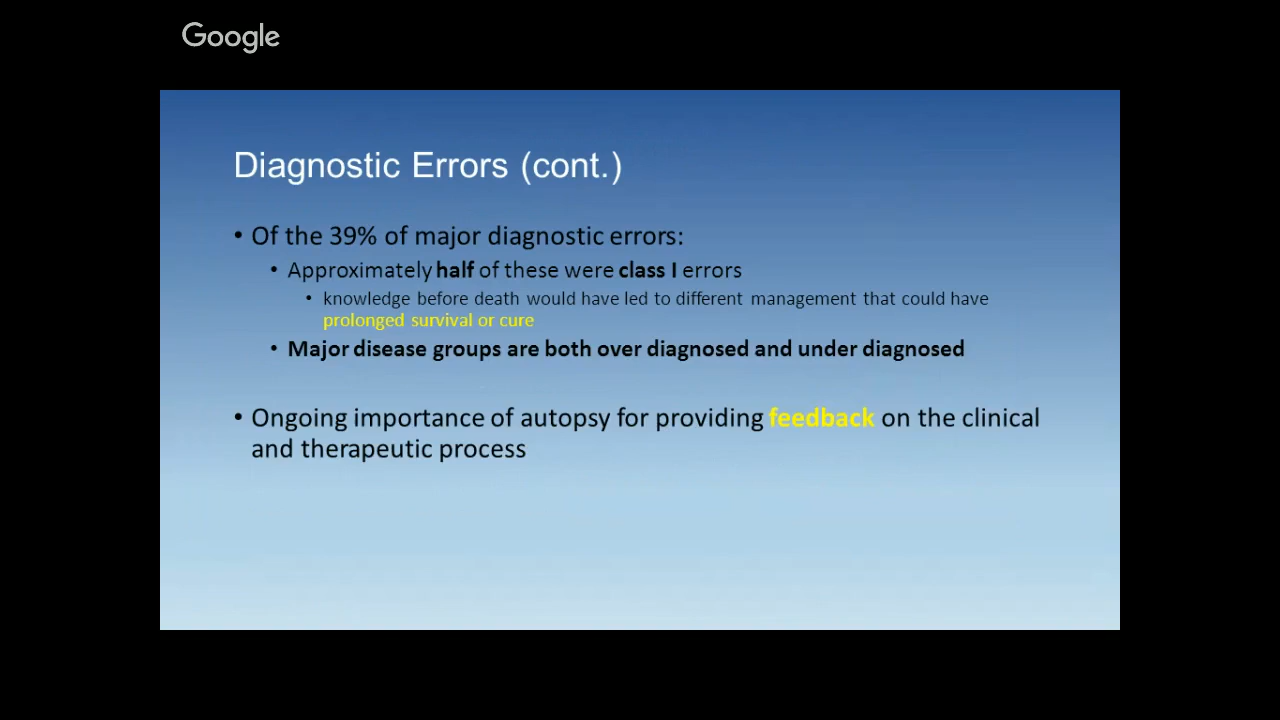 Google
Diagnostic Errors (cont.)
• Of the 39% of major diagnostic errors:
• Approximately half of these were class I errors
• knowledge before death would have led to different management that could have
prolonged survival or cure
• Major disease groups are both over diagnosed and under diagnosed
• Ongoing importance of autopsy for providing feedback on the clinical
and therapeutic process